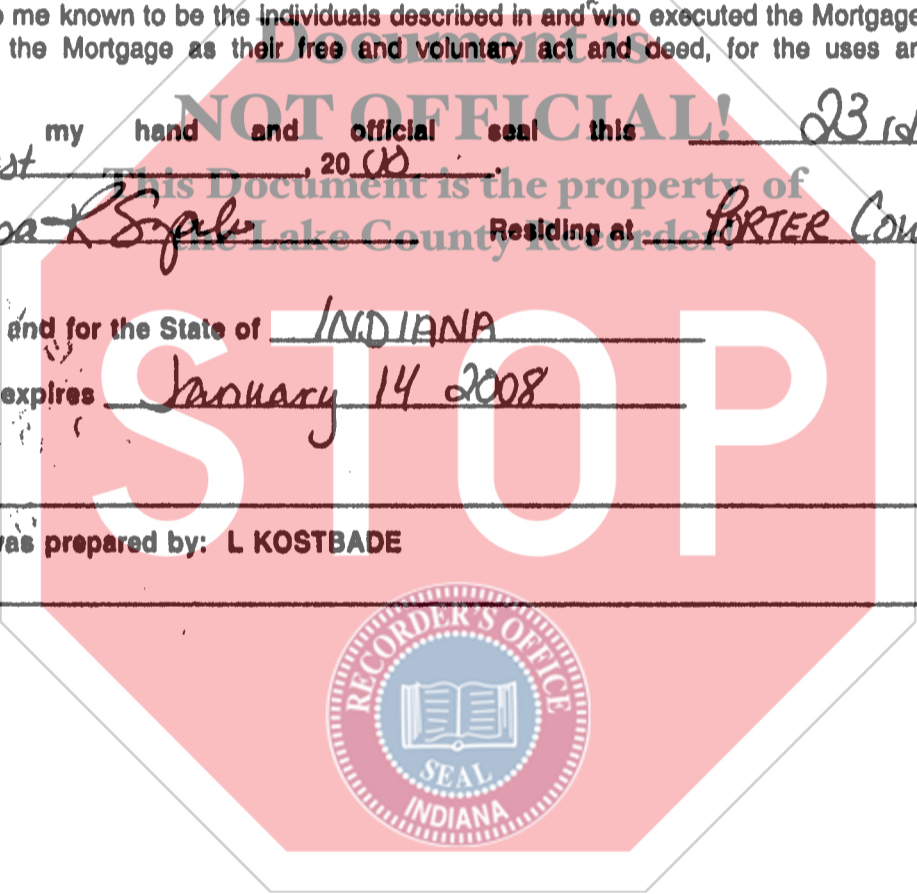 o me known to be the individuals described in and who executed the Mortgage
Document is
the Mortgage as their free and voluntary act and deed, for the uses an
NOT OFFICIAL!
my hand and official seal this 23rd
st, 2000.
This Document is the property of
R Szabo Residing at PORTER COU
the Lake County Recorder!
and for the State of INDIANA
expires January 14 2008
STOP
was prepared by: L KOSTBADE
RECORDER'S OFFICE
SEAL
INDIANA